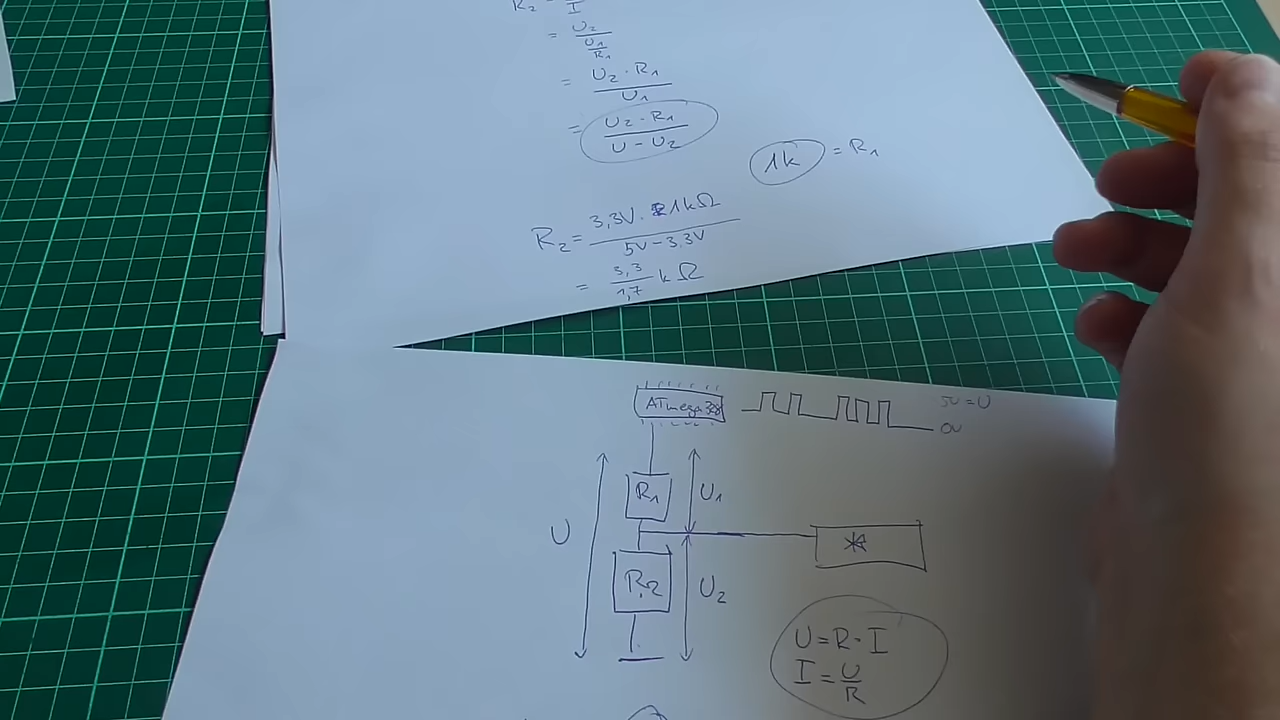 R₂ = — I
= U₂ / (U₁ / R₁)
= U₂ · R₁ / U₁
= U₂ · R₁ / (U − U₂)
1k = R₁
R₂ = 3,3V · 1kΩ / (5V − 3.3V)
= 3,3 / 1,7 kΩ
ATmega328
5V = U
0V
R₁
U₁
U
R₂
U₂
U = R · I
I = U / R